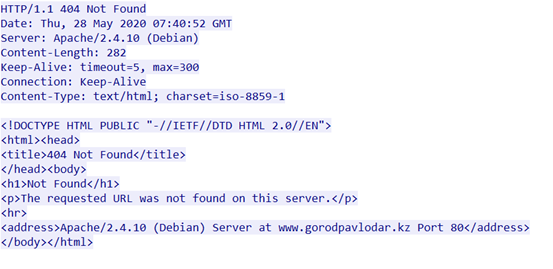 HTTP/1.1 404 Not Found
Date: Thu, 28 May 2020 07:40:52 GMT
Server: Apache/2.4.10 (Debian)
Content-Length: 282
Keep-Alive: timeout=5, max=300
Connection: Keep-Alive
Content-Type: text/html; charset=iso-8859-1

<!DOCTYPE HTML PUBLIC "-//IETF//DTD HTML 2.0//EN">
<html><head>
<title>404 Not Found</title>
</head><body>
<h1>Not Found</h1>
<p>The requested URL was not found on this server.</p>
<hr>
<address>Apache/2.4.10 (Debian) Server at www.gorodpavlodar.kz Port 80</address>
</body></html>